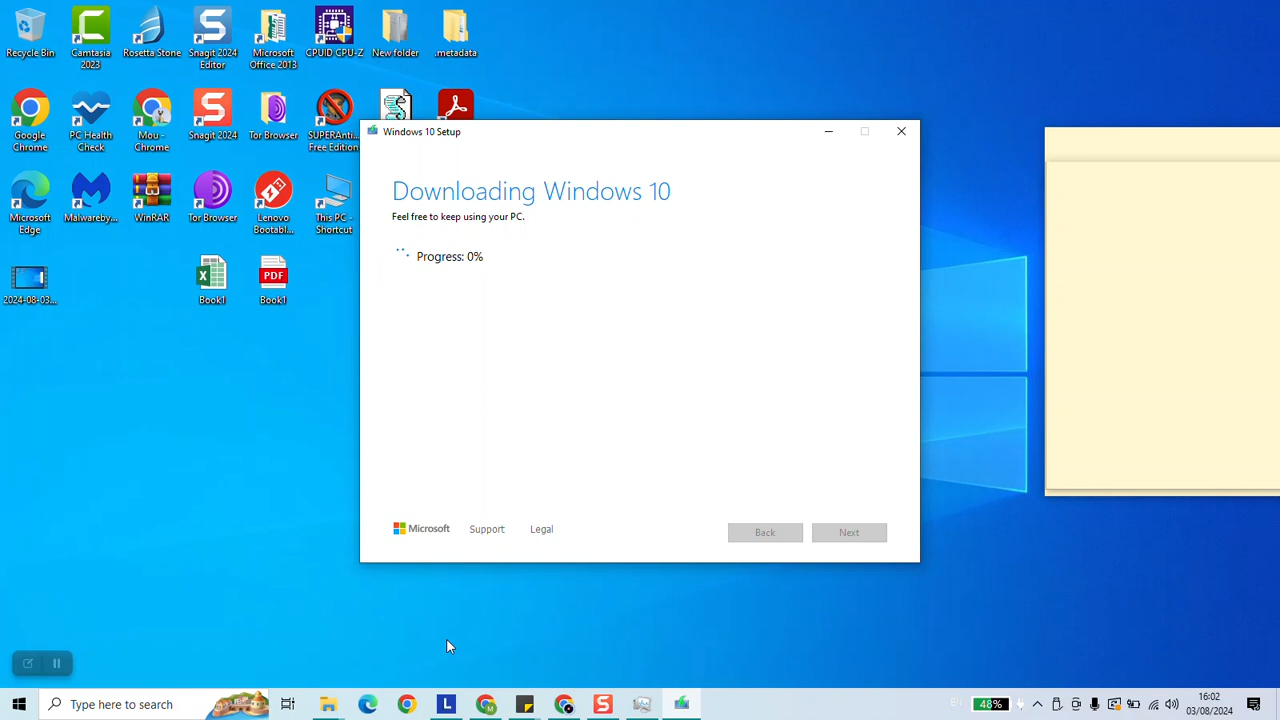 Recycle Bin
Camtasia 2023
Rosetta Stone
Snagit 2024 Editor
Microsoft Office 2013
CPUID CPU-Z
New folder
.metadata
Google Chrome
PC Health Check
Mou - Chrome
Snagit 2024
Tor Browser
SUPERAnti... Free Edition
Microsoft Edge
Malwareby...
WinRAR
Tor Browser
Lenovo Bootabl...
This PC - Shortcut
2024-08-03...
Book1
PDF
Book1
Windows 10 Setup
Downloading Windows 10
Feel free to keep using your PC.
Progress: 0%
Microsoft
Support
Legal
Back
Next
Type here to search
EN
48%
16:02
03/08/2024